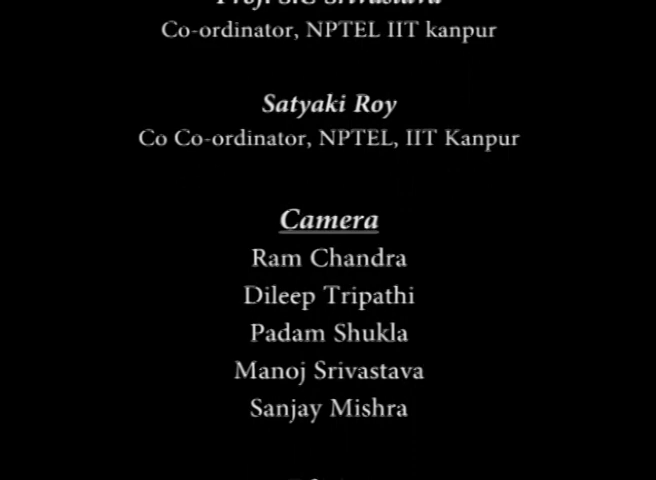 Co-ordinator, NPTEL IIT kanpur
Satyaki Roy
Co Co-ordinator, NPTEL, IIT Kanpur
Camera
Ram Chandra
Dileep Tripathi
Padam Shukla
Manoj Srivastava
Sanjay Mishra